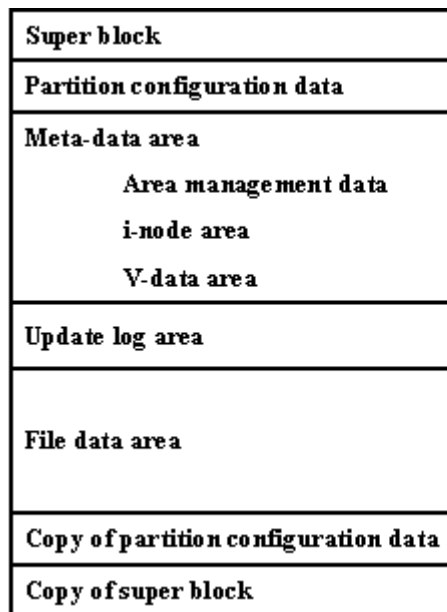 Super block
Partition configuration data
Meta-data area
Area management data
i-node area
V-data area
Update log area
File data area
Copy of partition configuration data
Copy of super block